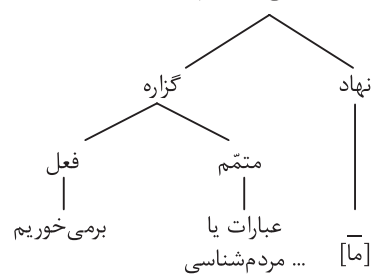 نهاد
گزاره
متمّم
فعل
[ما]
عبارات یا
... مردم‌شناسی
برمی‌خوریم